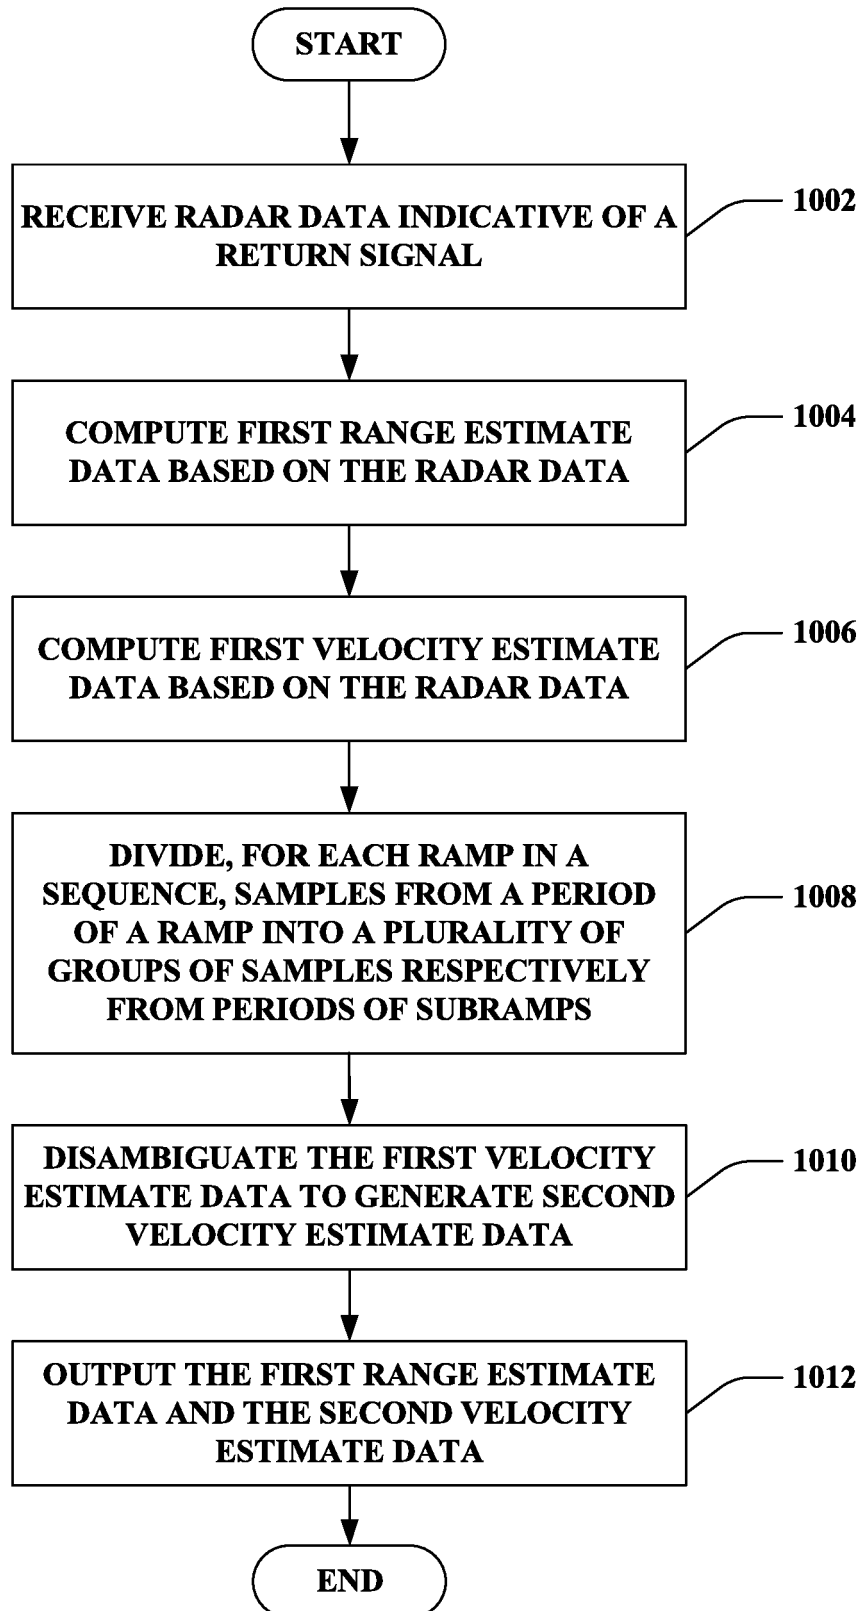 START
RECEIVE RADAR DATA INDICATIVE OF A
RETURN SIGNAL
1002
COMPUTE FIRST RANGE ESTIMATE
DATA BASED ON THE RADAR DATA
1004
COMPUTE FIRST VELOCITY ESTIMATE
DATA BASED ON THE RADAR DATA
1006
DIVIDE, FOR EACH RAMP IN A
SEQUENCE, SAMPLES FROM A PERIOD
OF A RAMP INTO A PLURALITY OF
GROUPS OF SAMPLES RESPECTIVELY
FROM PERIODS OF SUBRAMPS
1008
DISAMBIGUATE THE FIRST VELOCITY
ESTIMATE DATA TO GENERATE SECOND
VELOCITY ESTIMATE DATA
1010
OUTPUT THE FIRST RANGE ESTIMATE
DATA AND THE SECOND VELOCITY
ESTIMATE DATA
1012
END